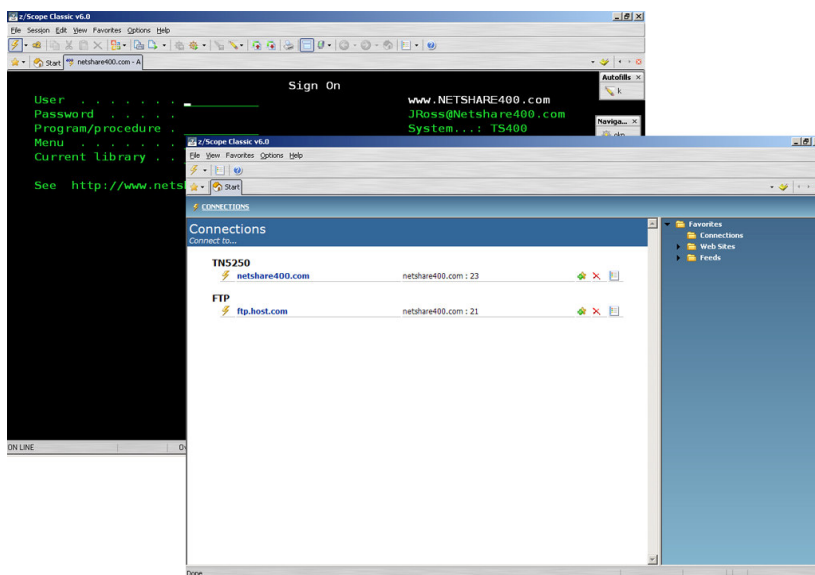 z/Scope Classic v6.0
File Session Edit View Favorites Options Help
Start netshare400.com - A
Autofills
k
Sign On
User . . . . . . . www.NETSHARE400.com
Password . . . . . JRoss@Netshare400.com
Program/procedure . System...: TS400
Naviga...
Menu . . . . . . .
Current library . .
See http://www.nets
ON LINE
z/Scope Classic v6.0
File View Favorites Options Help
Start
CONNECTIONS
Connections
Connect to...
TN5250
netshare400.com netshare400.com : 23
FTP
ftp.host.com netshare400.com : 21
Favorites
Connections
Web Sites
Feeds
Done